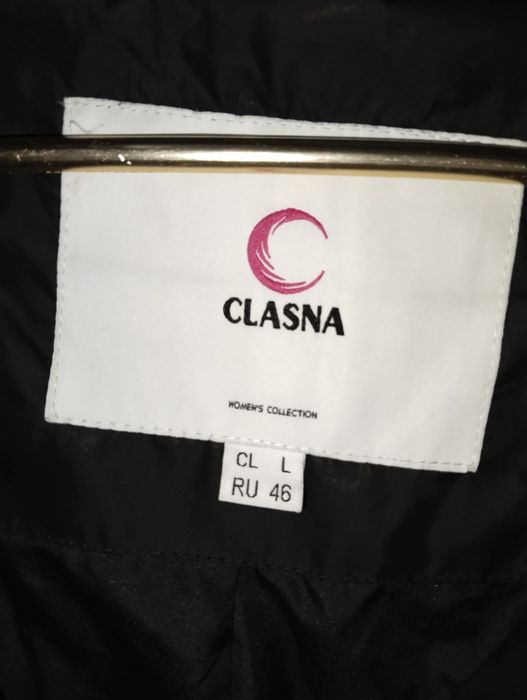 CLASNA
WOMEN'S COLLECTION
CL L
RU 46